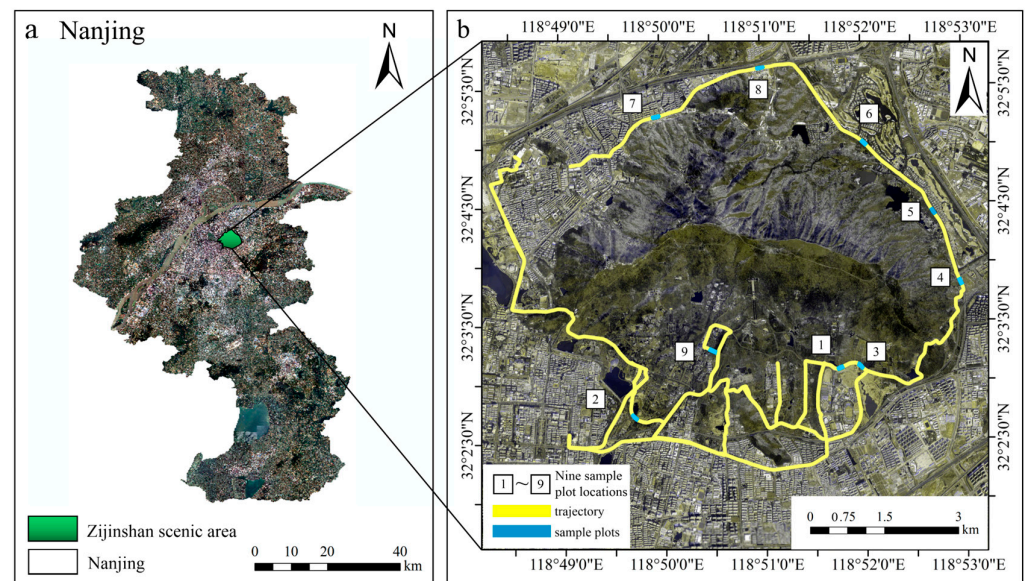 a Nanjing
N
Zijinshan scenic area
Nanjing
0 10 20 40
km
b
118°49'0"E 118°50'0"E 118°51'0"E 118°52'0"E 118°53'0"E
N
32°5'30"N
32°4'30"N
32°3'30"N
32°2'30"N
32°5'30"N
32°4'30"N
32°3'30"N
32°2'30"N
8
7
6
5
4
1
3
9
2
1 ~ 9 Nine sample
plot locations
trajectory
sample plots
0 0.75 1.5 3
km
118°49'0"E 118°50'0"E 118°51'0"E 118°52'0"E 118°53'0"E